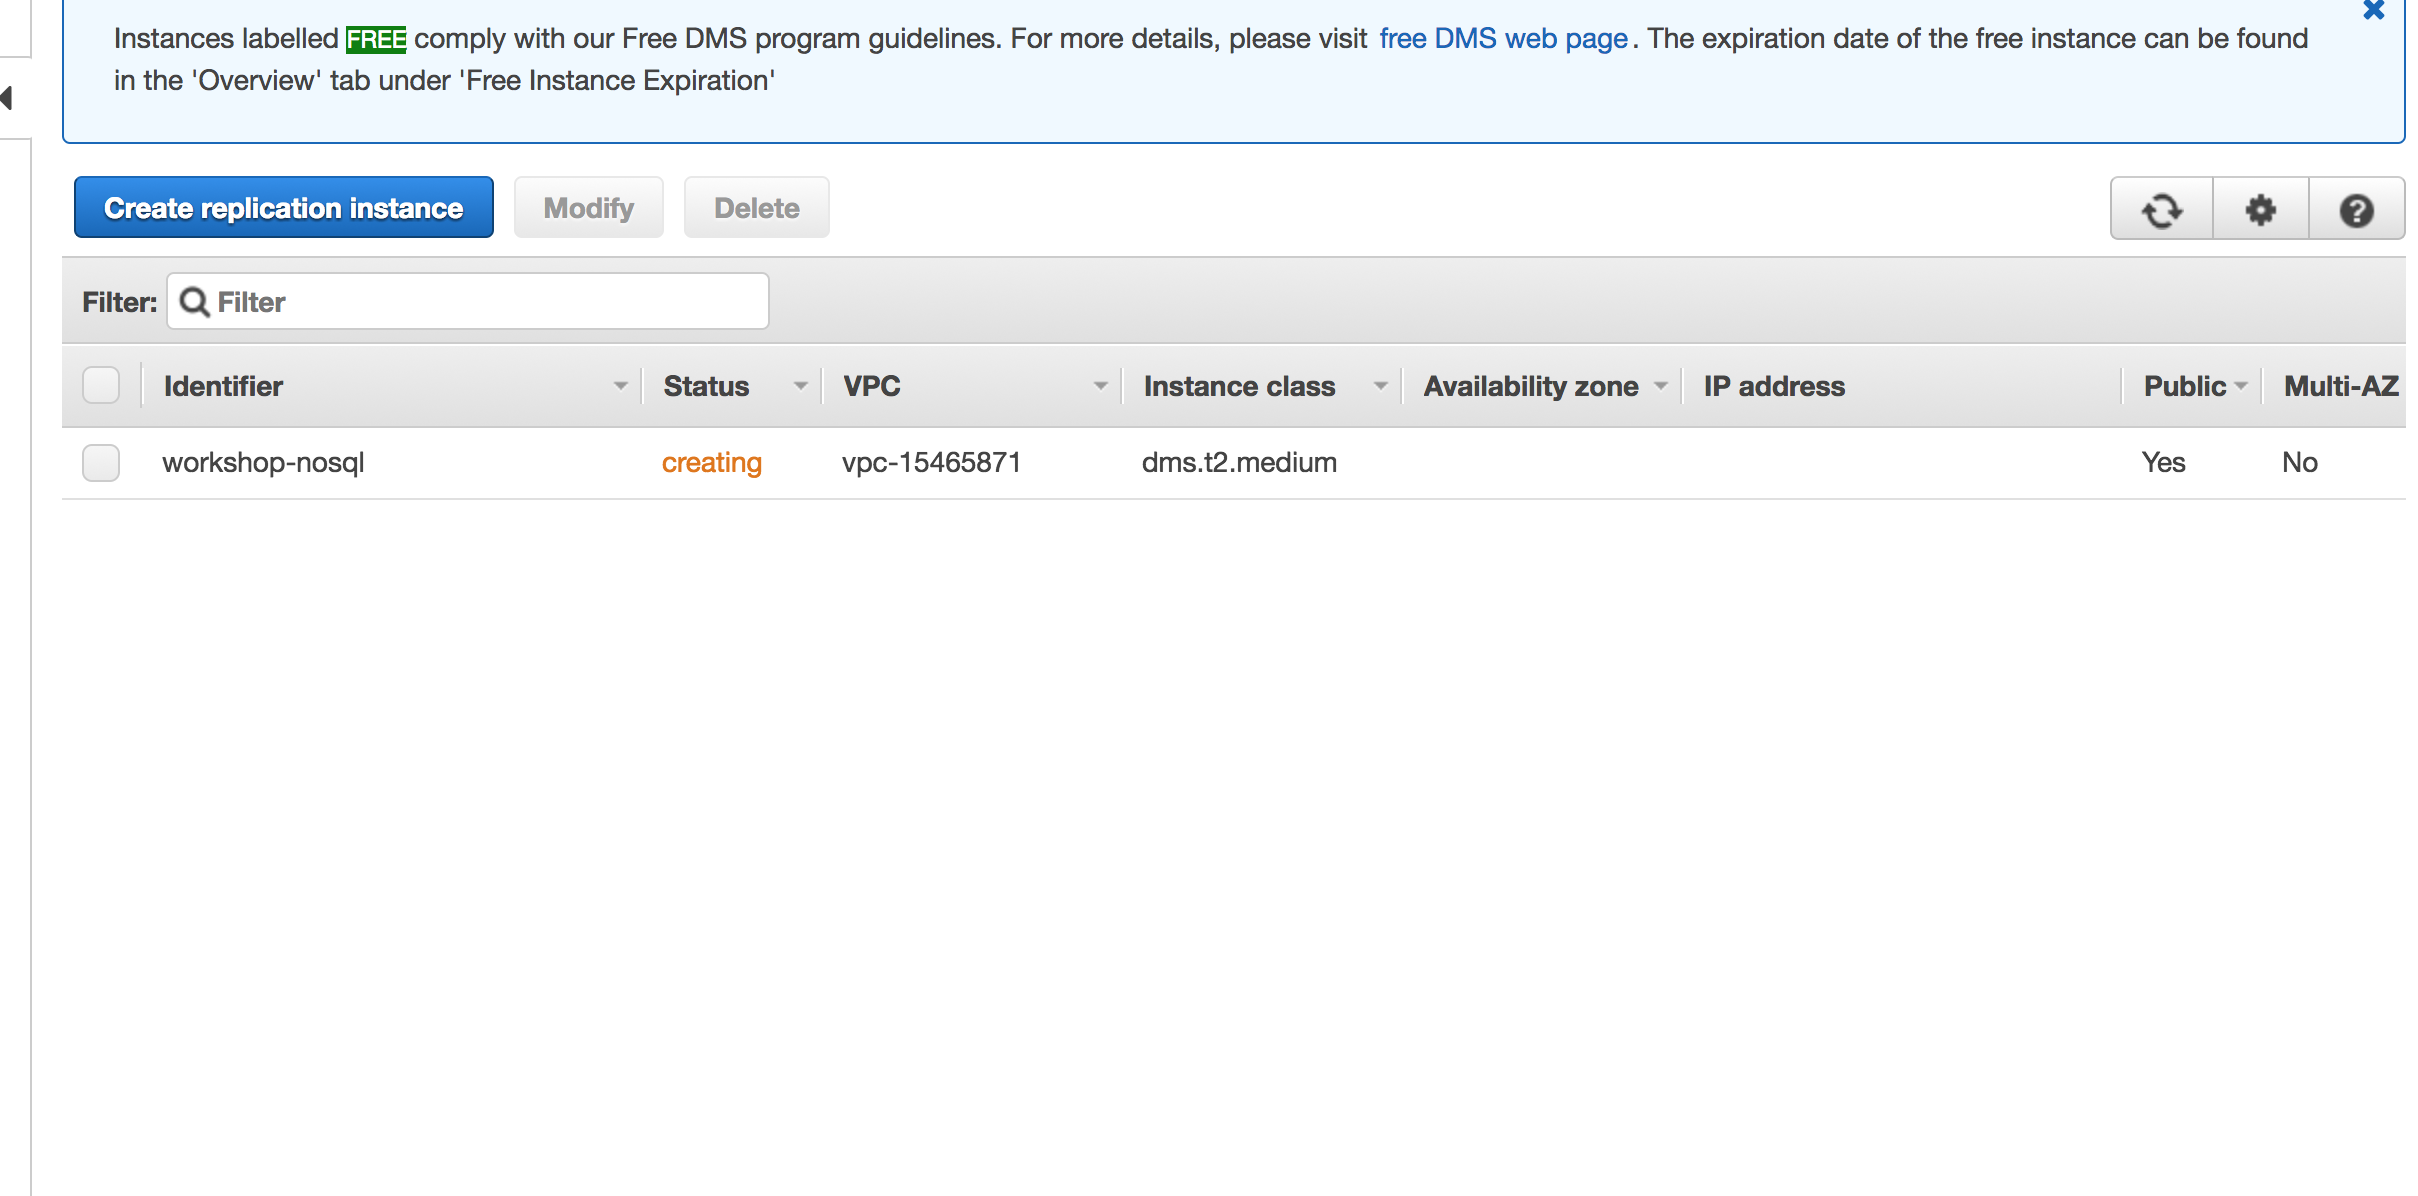 Instances labelled FREE comply with our Free DMS program guidelines. For more details, please visit free DMS web page. The expiration date of the free instance can be found
in the 'Overview' tab under 'Free Instance Expiration'
Create replication instance Modify Delete
Filter: Filter
Identifier Status VPC Instance class Availability zone IP address Public Multi-AZ
workshop-nosql creating vpc-15465871 dms.t2.medium Yes No